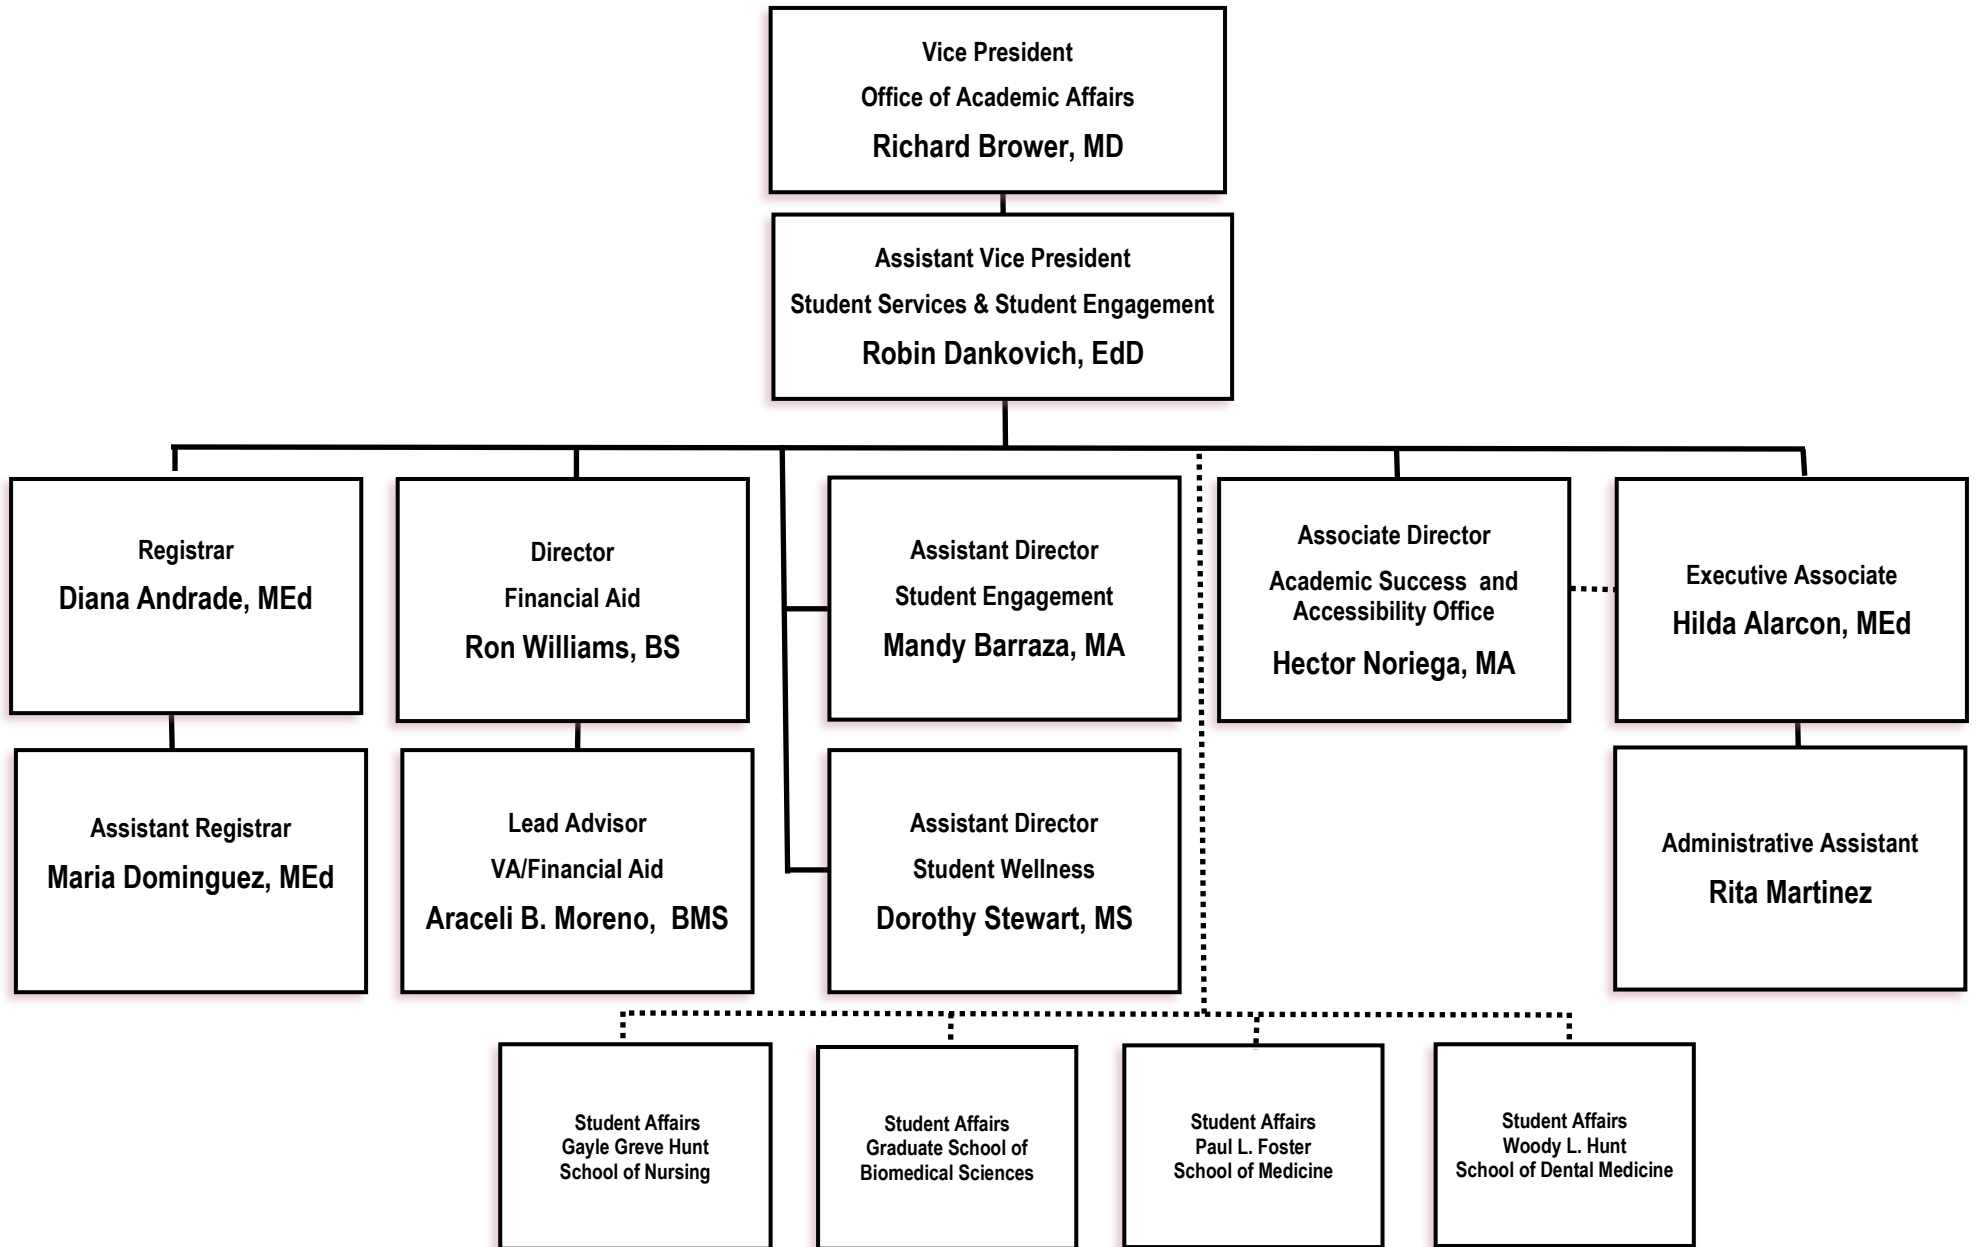 Vice President
Office of Academic Affairs
Richard Brower, MD
Assistant Vice President
Student Services & Student Engagement
Robin Dankovich, EdD
Registrar
Diana Andrade, MEd
Director
Financial Aid
Ron Williams, BS
Assistant Director
Student Engagement
Mandy Barraza, MA
Associate Director
Academic Success and
Accessibility Office
Hector Noriega, MA
Executive Associate
Hilda Alarcon, MEd
Assistant Registrar
Maria Dominguez, MEd
Lead Advisor
VA/Financial Aid
Araceli B. Moreno, BMS
Assistant Director
Student Wellness
Dorothy Stewart, MS
Administrative Assistant
Rita Martinez
Student Affairs
Gayle Greve Hunt
School of Nursing
Student Affairs
Graduate School of
Biomedical Sciences
Student Affairs
Paul L. Foster
School of Medicine
Student Affairs
Woody L. Hunt
School of Dental Medicine